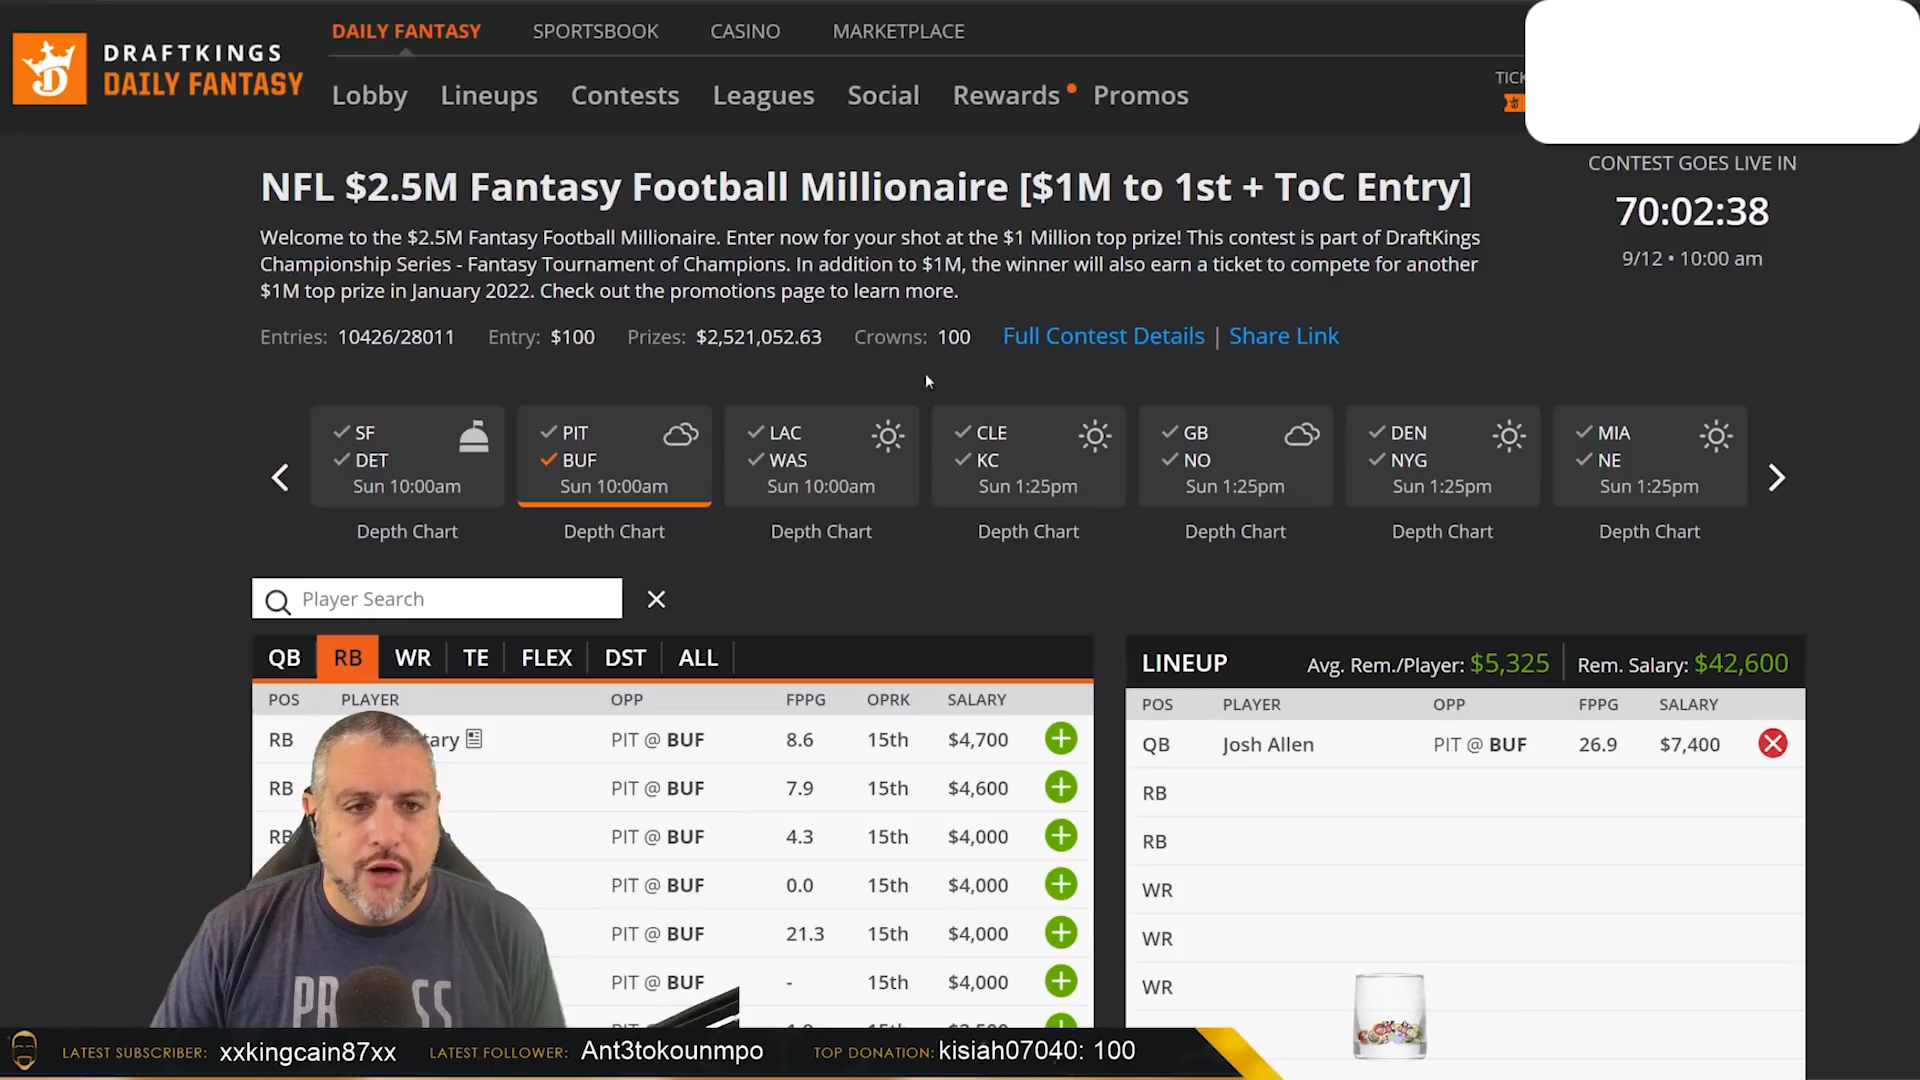 DAILY FANTASY SPORTSBOOK CASINO MARKETPLACE
DRAFTKINGS
DAILY FANTASY
Lobby Lineups Contests Leagues Social Rewards Promos
NFL $2.5M Fantasy Football Millionaire [$1M to 1st + ToC Entry]
Welcome to the $2.5M Fantasy Football Millionaire. Enter now for your shot at the $1 Million top prize! This contest is part of DraftKings
Championship Series - Fantasy Tournament of Champions. In addition to $1M, the winner will also earn a ticket to compete for another
$1M top prize in January 2022. Check out the promotions page to learn more.
Entries: 10426/28011 Entry: $100 Prizes: $2,521,052.63 Crowns: 100 Full Contest Details | Share Link
CONTEST GOES LIVE IN
70:02:38
9/12 • 10:00 am
SF
DET
Sun 10:00am
Depth Chart
PIT
BUF
Sun 10:00am
Depth Chart
LAC
WAS
Sun 10:00am
Depth Chart
CLE
KC
Sun 1:25pm
Depth Chart
GB
NO
Sun 1:25pm
Depth Chart
DEN
NYG
Sun 1:25pm
Depth Chart
MIA
NE
Sun 1:25pm
Depth Chart
Player Search
QB RB WR TE FLEX DST ALL
POS PLAYER OPP FPPG OPRK SALARY
RB PIT @ BUF 8.6 15th $4,700
RB PIT @ BUF 7.9 15th $4,600
RB PIT @ BUF 4.3 15th $4,000
PIT @ BUF 0.0 15th $4,000
PIT @ BUF 21.3 15th $4,000
PIT @ BUF - 15th $4,000
LINEUP Avg. Rem./Player: $5,325 Rem. Salary: $42,600
POS PLAYER OPP FPPG SALARY
QB Josh Allen PIT @ BUF 26.9 $7,400
RB
RB
WR
WR
WR
LATEST SUBSCRIBER: xxkingcain87xx LATEST FOLLOWER: Ant3tokounmpo TOP DONATION: kisiah07040: 100